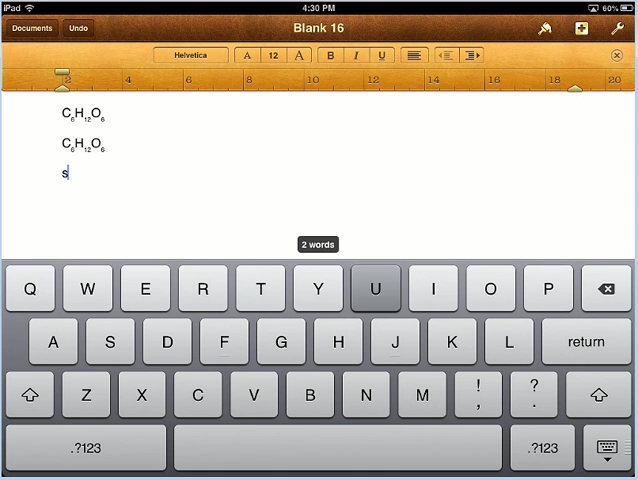 iPad 4:30 PM 60%
Documents Undo Blank 16
Helvetica A 12 A B I U
2 4 6 8 10 12 14 16 18 20
C₆H₁₂O₆
C₆H₁₂O₆
s
2 words
Q W E R T Y U I O P
A S D F G H J K L return
Z X C V B N M ! , ? .
.?123 .?123